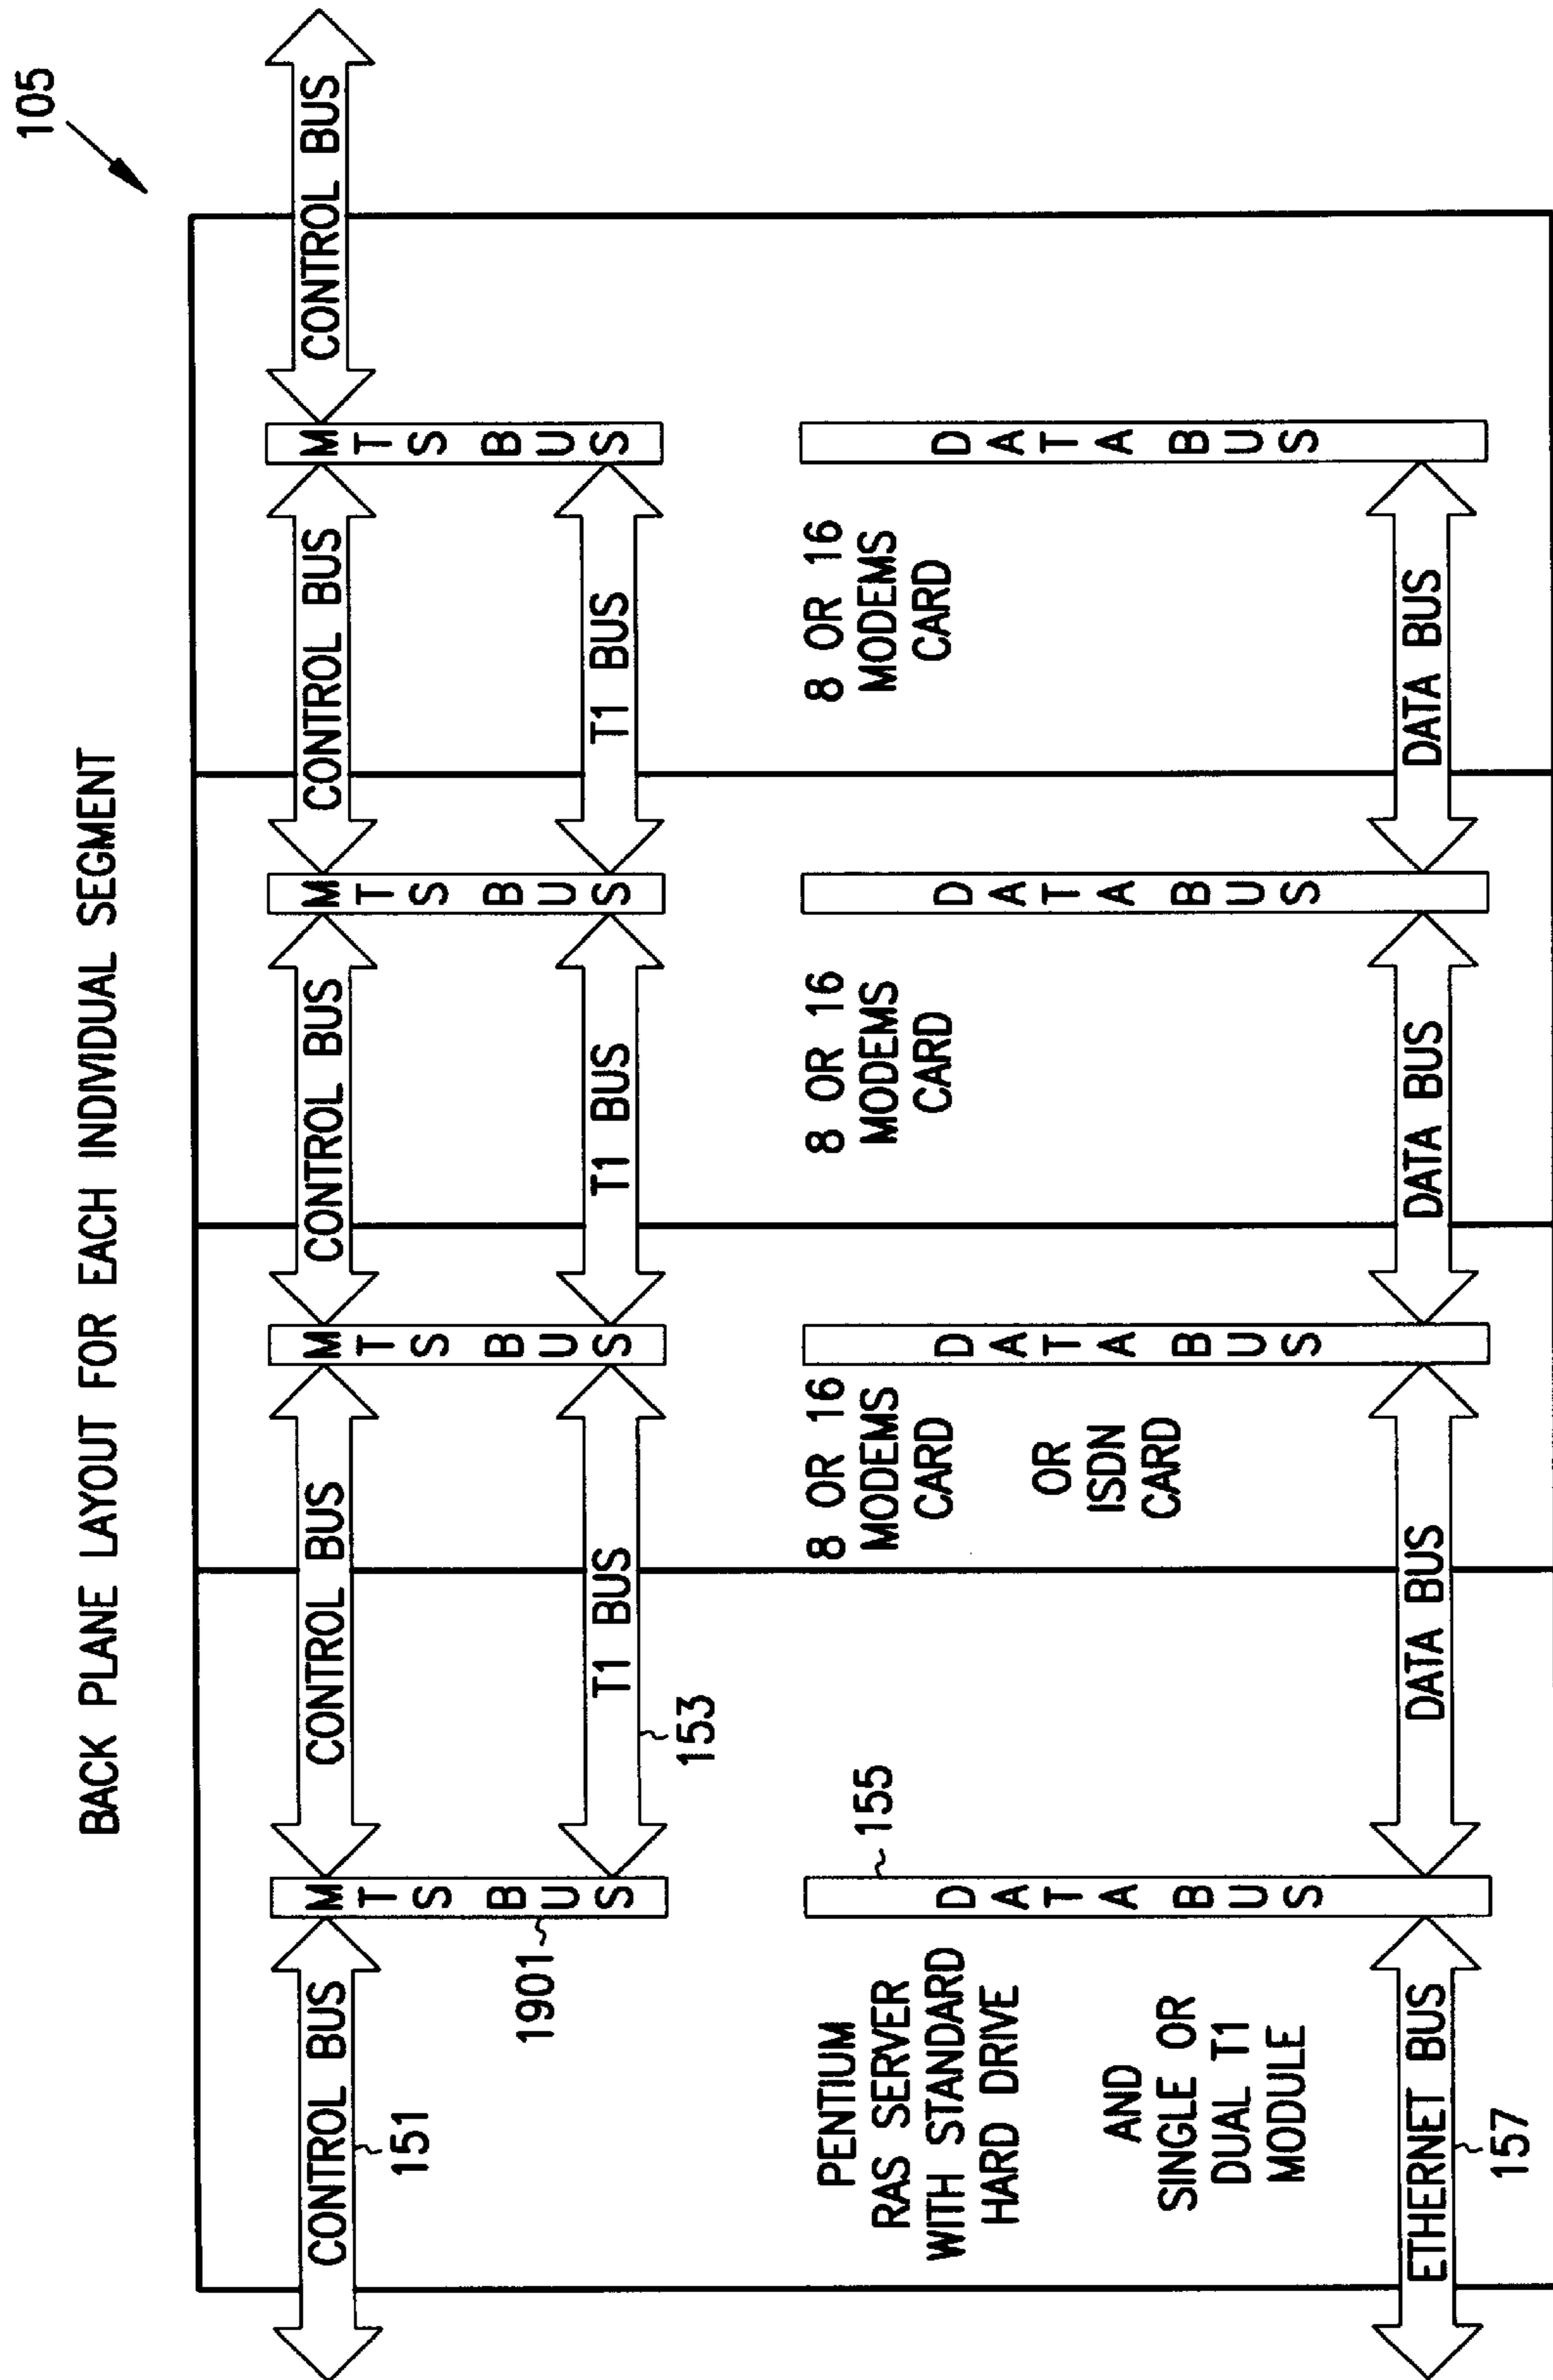 BACK PLANE LAYOUT FOR EACH INDIVIDUAL SEGMENT
105
CONTROL BUS
CONTROL BUS
CONTROL BUS
CONTROL BUS
CONTROL BUS
151
MTS BUS
MTS BUS
MTS BUS
MTS BUS
1901
T1 BUS
T1 BUS
T1 BUS
153
155
PENTIUM
RAS SERVER
WITH STANDARD
HARD DRIVE
AND
SINGLE OR
DUAL T1
MODULE
DATA BUS
8 OR 16
MODEMS
CARD
OR
ISDN
CARD
DATA BUS
8 OR 16
MODEMS
CARD
DATA BUS
8 OR 16
MODEMS
CARD
DATA BUS
ETHERNET BUS
DATA BUS
DATA BUS
DATA BUS
157